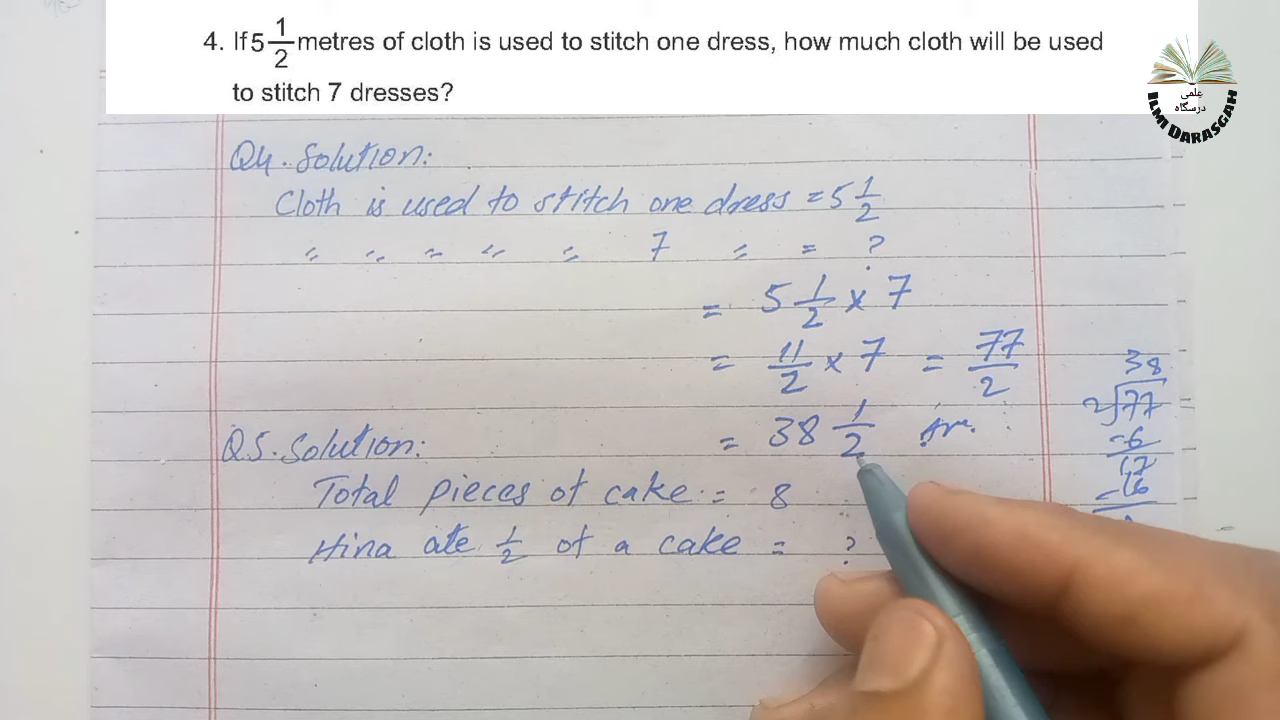 4. If 5 1/2 metres of cloth is used to stitch one dress, how much cloth will be used
to stitch 7 dresses?
علمی
درسگاه
ILMI DARASGAH
Q4. Solution:
Cloth is used to stitch one dress = 5 1/2
" " " " " 7 " = ?
= 5 1/2 x 7
= 11/2 x 7 = 77/2
= 38 1/2
38
2√77
-6
17
-16
Q5. Solution:
Total pieces of cake = 8
Hina ate 1/2 of a cake = ?